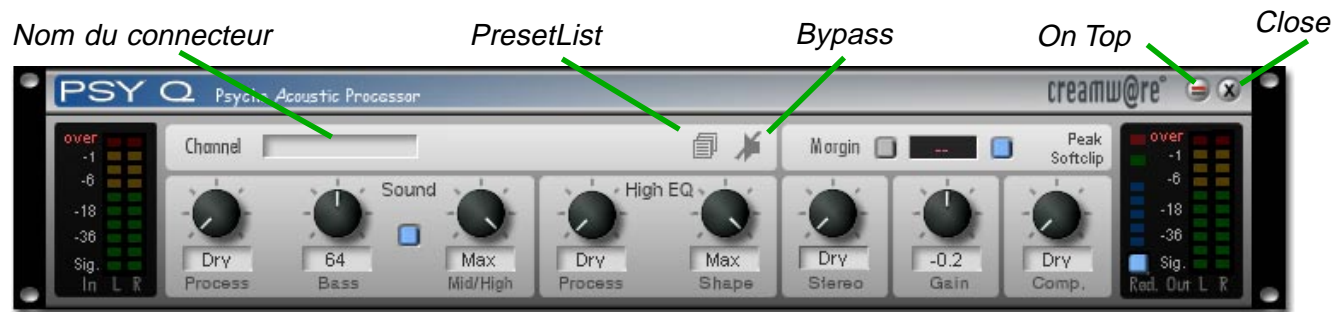 Nom du connecteur
PresetList
Bypass
On Top
Close
PSY Q Psycho Acoustic Processor
creamw@re°
X
over
-1
-6
-18
-36
Sig.
In L R
Channel
Margin
--
Peak
Softclip
Sound
High EQ
Dry
64
Max
Dry
Max
Dry
-0.2
Dry
Process
Bass
Mid/High
Process
Shape
Stereo
Gain
Comp.
over
-1
-6
-18
-36
Sig.
Red. Out L R